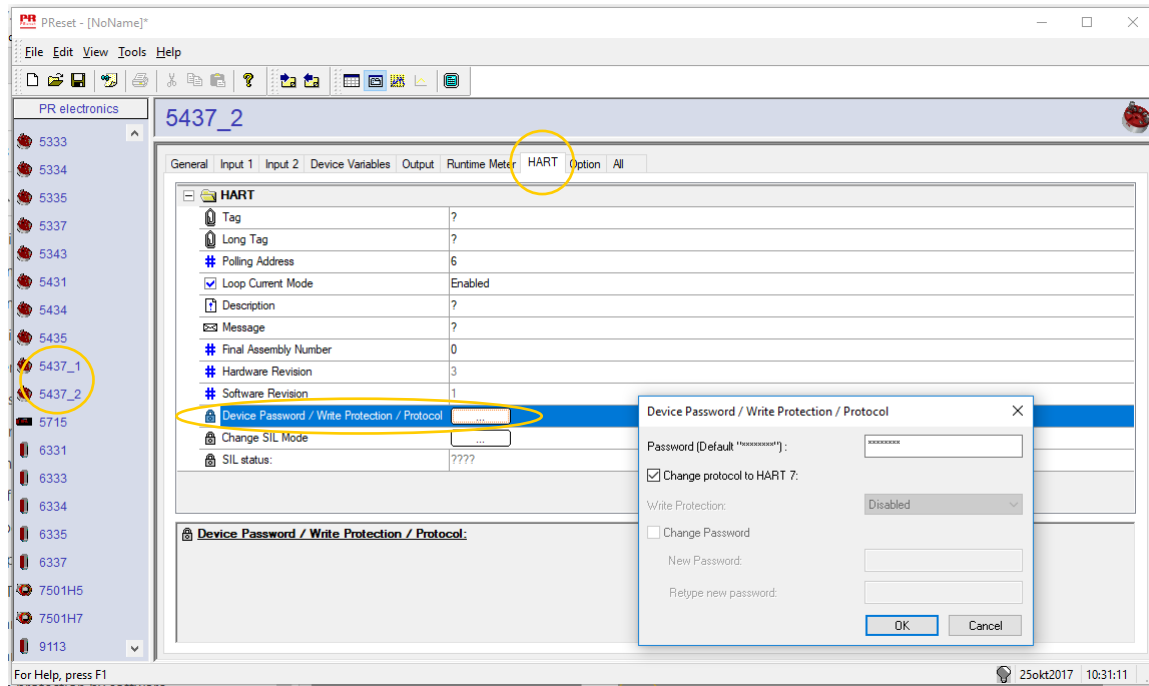 PR PReset - [NoName]*
File Edit View Tools Help
PR electronics
5333
5334
5335
5337
5343
5431
5434
5435
5437_1
5437_2
5715
6331
6333
6334
6335
6337
7501H5
7501H7
9113
5437_2
General Input 1 Input 2 Device Variables Output Runtime Meter HART Option All
HART
Tag ?
Long Tag ?
# Polling Address 6
Loop Current Mode Enabled
Description ?
Message ?
# Final Assembly Number 0
# Hardware Revision 3
# Software Revision 1
Device Password / Write Protection / Protocol ...
Change SIL Mode ...
SIL status: ????
Device Password / Write Protection / Protocol:
Device Password / Write Protection / Protocol
Password (Default "********") : ********
Change protocol to HART 7:
Write Protection: Disabled
Change Password
New Password:
Retype new password:
OK Cancel
For Help, press F1 25okt2017 10:31:11